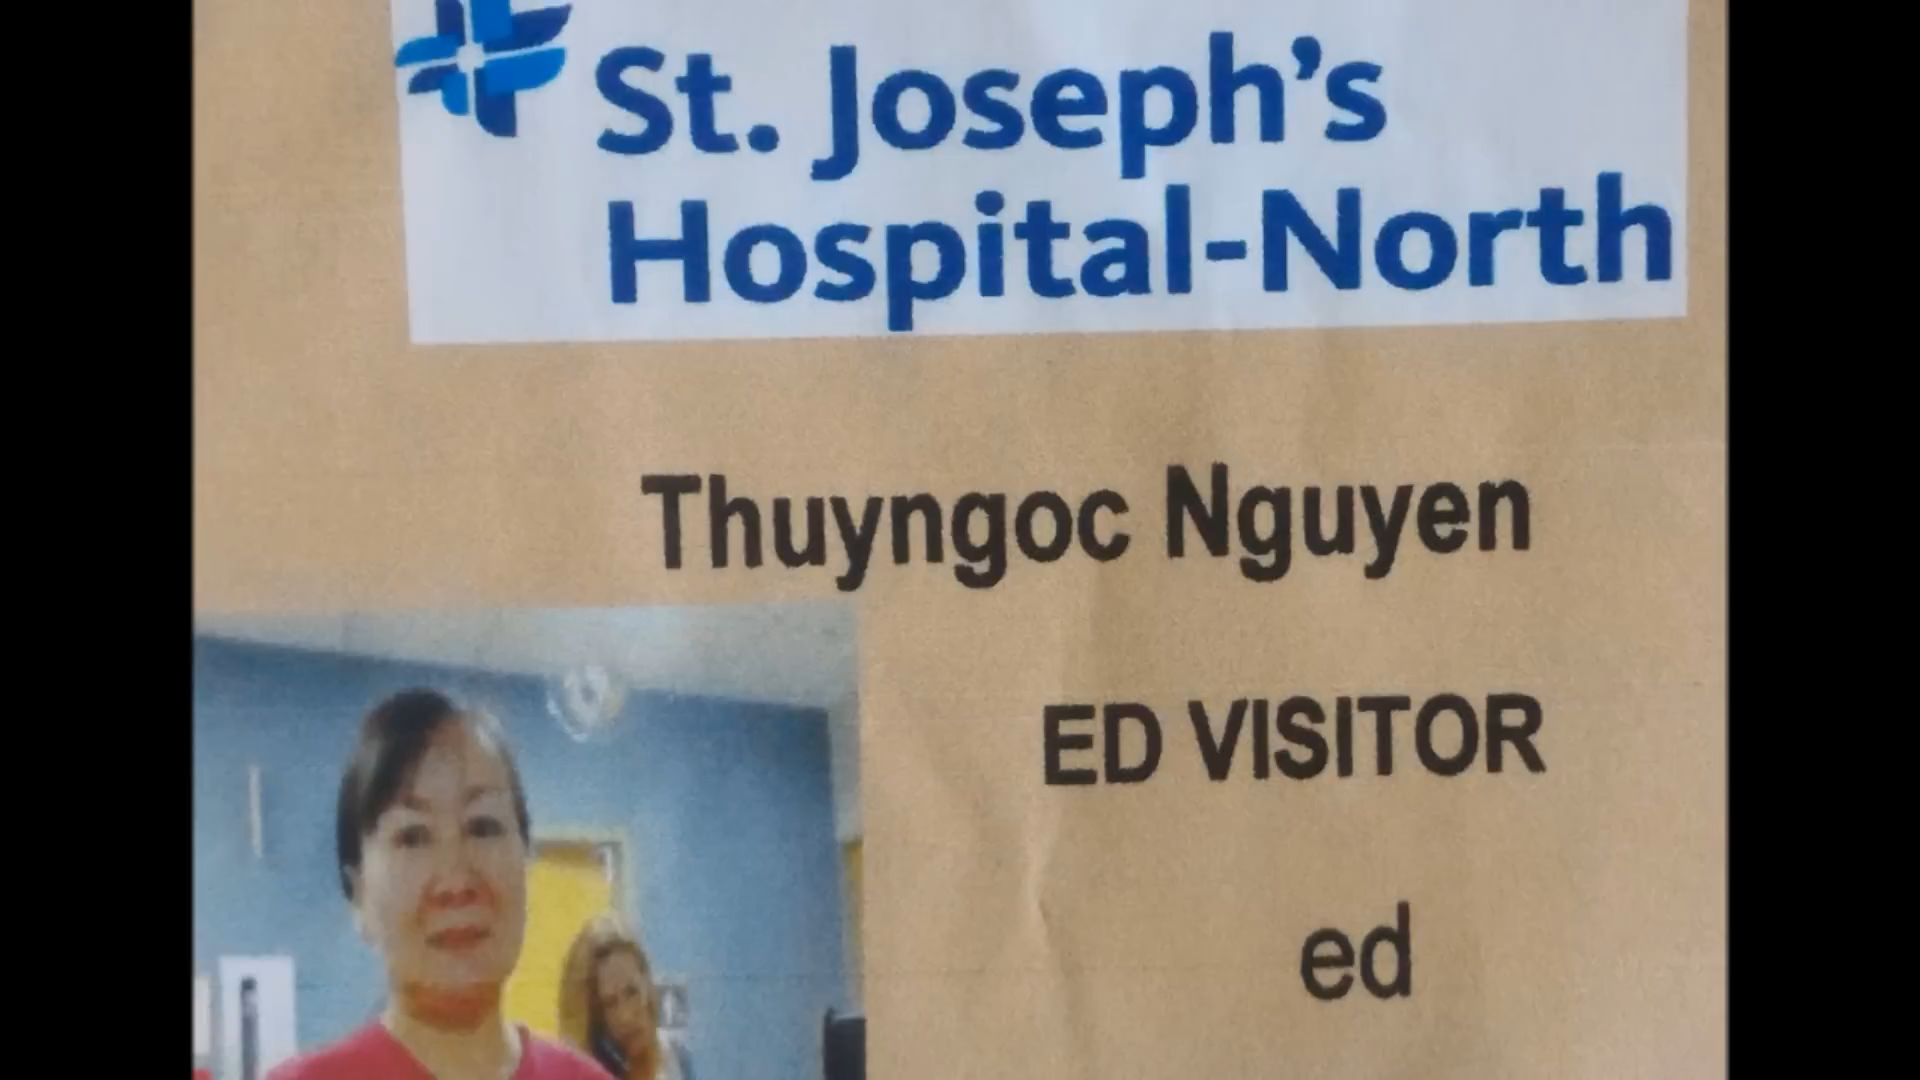 St. Joseph's
Hospital-North
Thuyngoc Nguyen
ED VISITOR
ed